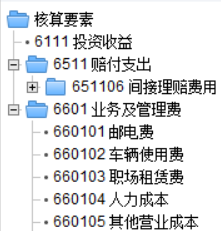 核算要素
6111 投资收益
6511 赔付支出
651106 间接理赔费用
6601 业务及管理费
660101 邮电费
660102 车辆使用费
660103 职场租赁费
660104 人力成本
660105 其他营业成本